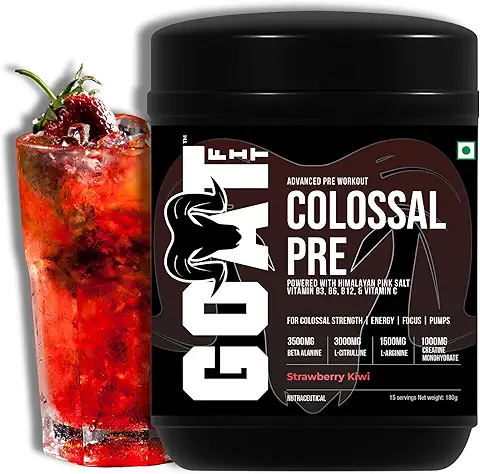 GOAT
FIT
TM
ADVANCED PRE WORKOUT
COLOSSAL
PRE
POWERED WITH HIMALAYAN PINK SALT
VITAMIN B3, B6, B12, & VITAMIN C
FOR COLOSSAL STRENGTH | ENERGY | FOCUS | PUMPS
3500MG
BETA ALANINE
3000MG
L-CITRULLINE
1500MG
L-ARGININE
1000MG
CREATINE
MONOHYDRATE
Strawberry Kiwi
NUTRACEUTICAL
15 servings Net weight: 180g